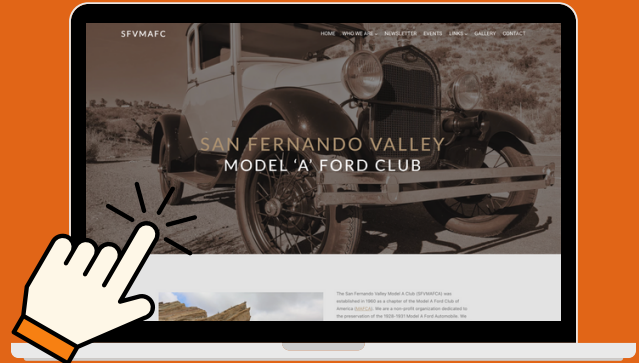 SFVMAFC
HOME WHO WE ARE NEWSLETTER EVENTS LINKS GALLERY CONTACT
SAN FERNANDO VALLEY
MODEL ‘A’ FORD CLUB
The San Fernando Valley Model A Club (SFVMAFCA) was
established in 1960 as a chapter of the Model A Ford Club of
America (MAFCA). We are a non-profit organization dedicated to
the preservation of the 1928-1931 Model A Ford Automobile. We